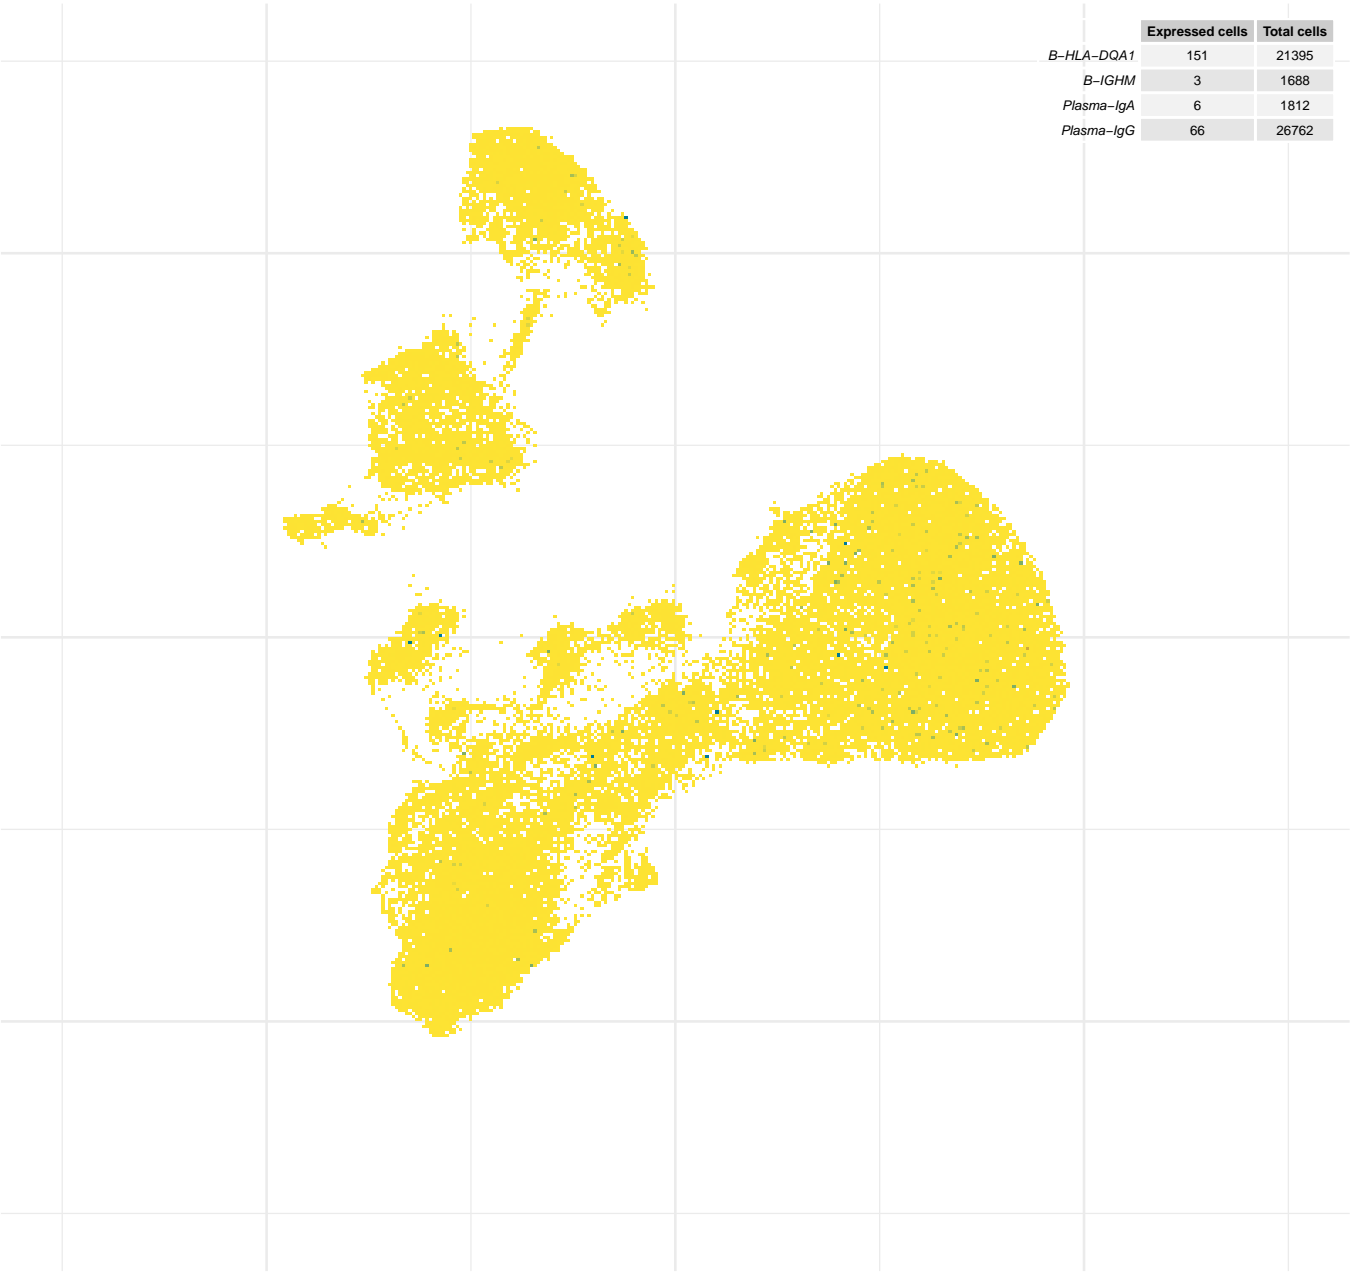 Expressed cells Total cells
B−HLA−DQA1 151 21395
B−IGHM 3 1688
Plasma−IgA 6 1812
Plasma−IgG 66 26762